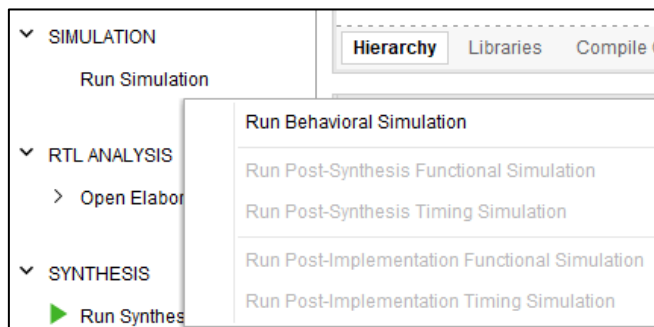 SIMULATION
Run Simulation
Hierarchy Libraries Compile
Run Behavioral Simulation
RTL ANALYSIS
Run Post-Synthesis Functional Simulation
Open Elabor
Run Post-Synthesis Timing Simulation
SYNTHESIS
Run Post-Implementation Functional Simulation
Run Synthes
Run Post-Implementation Timing Simulation